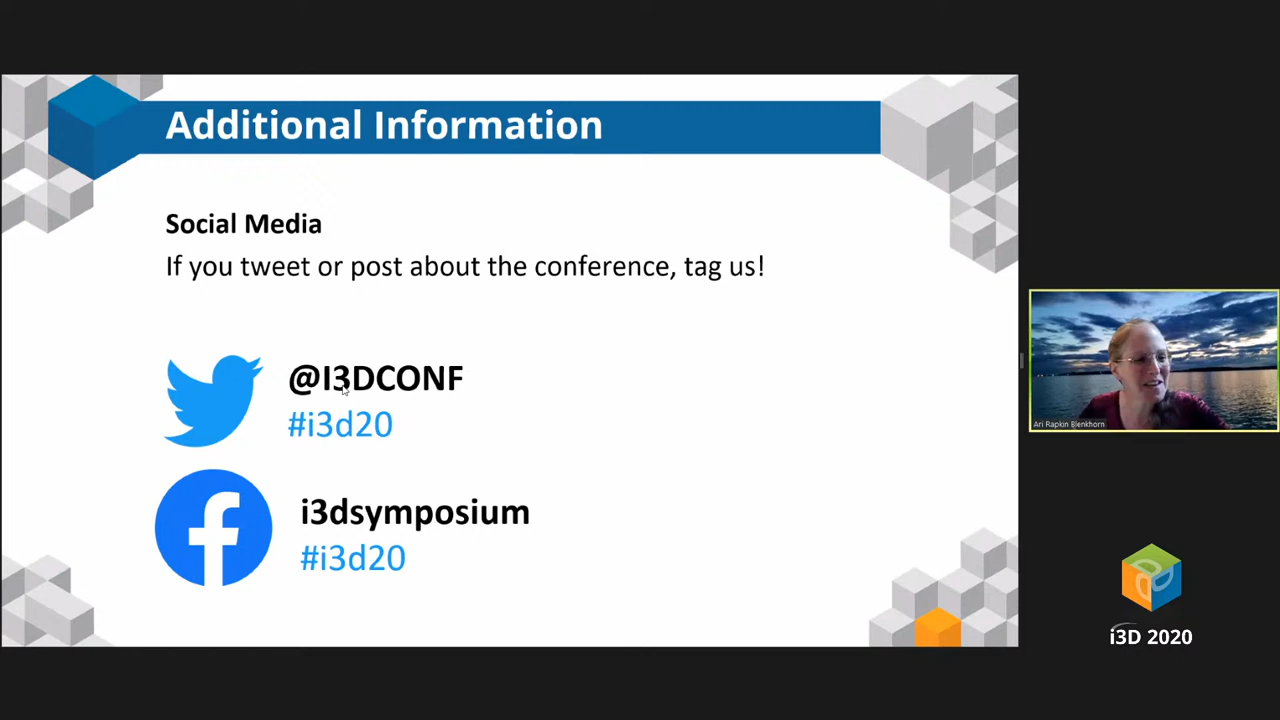 Additional Information
Social Media
If you tweet or post about the conference, tag us!
@I3DCONF
#i3d20
i3dsymposium
#i3d20
Ari Rapkin Blenkhorn
i3D 2020